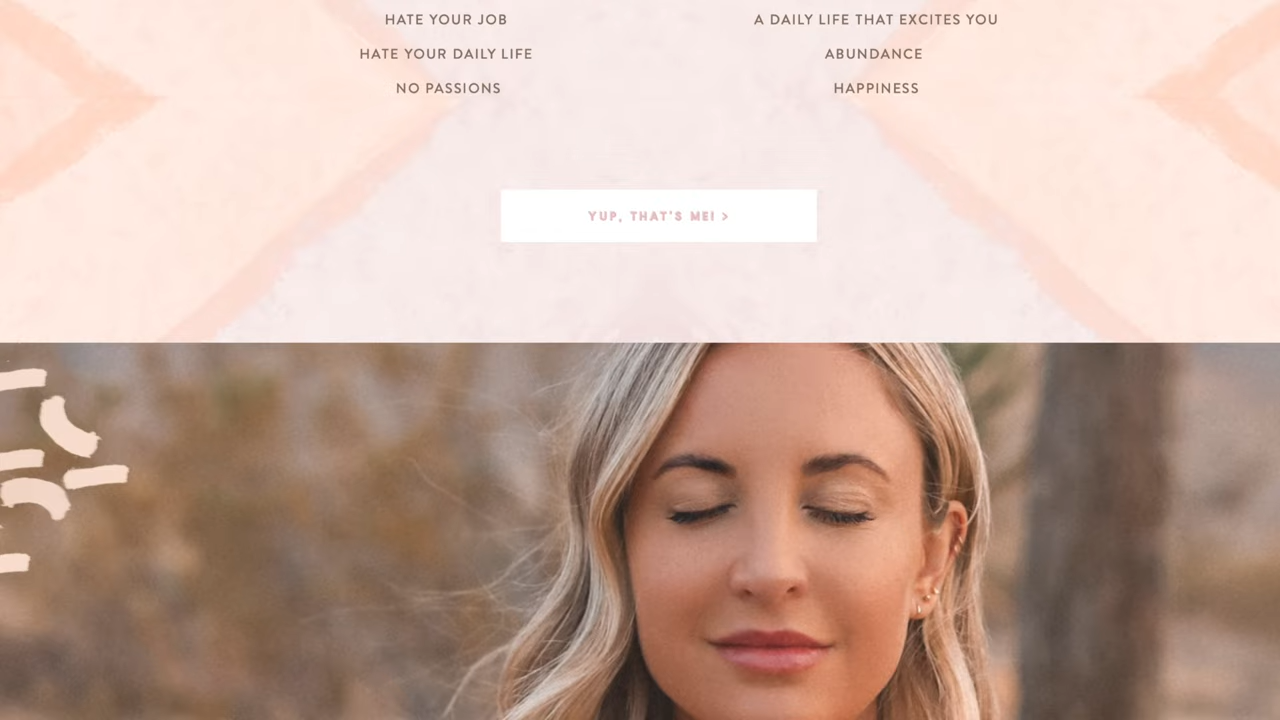 HATE YOUR JOB
HATE YOUR DAILY LIFE
NO PASSIONS
A DAILY LIFE THAT EXCITES YOU
ABUNDANCE
HAPPINESS
YUP, THAT'S ME! >